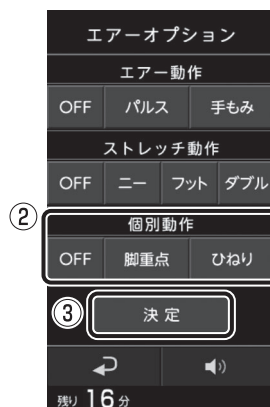 エアーオプション
エアー動作
OFF パルス 手もみ
ストレッチ動作
OFF ニー フット ダブル
② 個別動作
OFF 脚重点 ひねり
③ 決定
残り 16 分